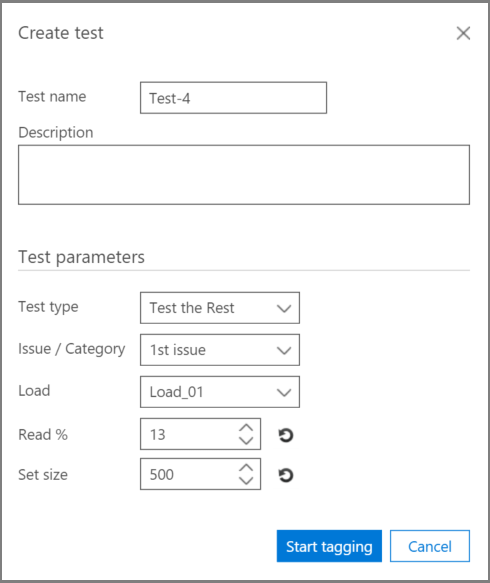 Create test
Test name Test-4
Description
Test parameters
Test type Test the Rest
Issue / Category 1st issue
Load Load_01
Read % 13
Set size 500
Start tagging Cancel